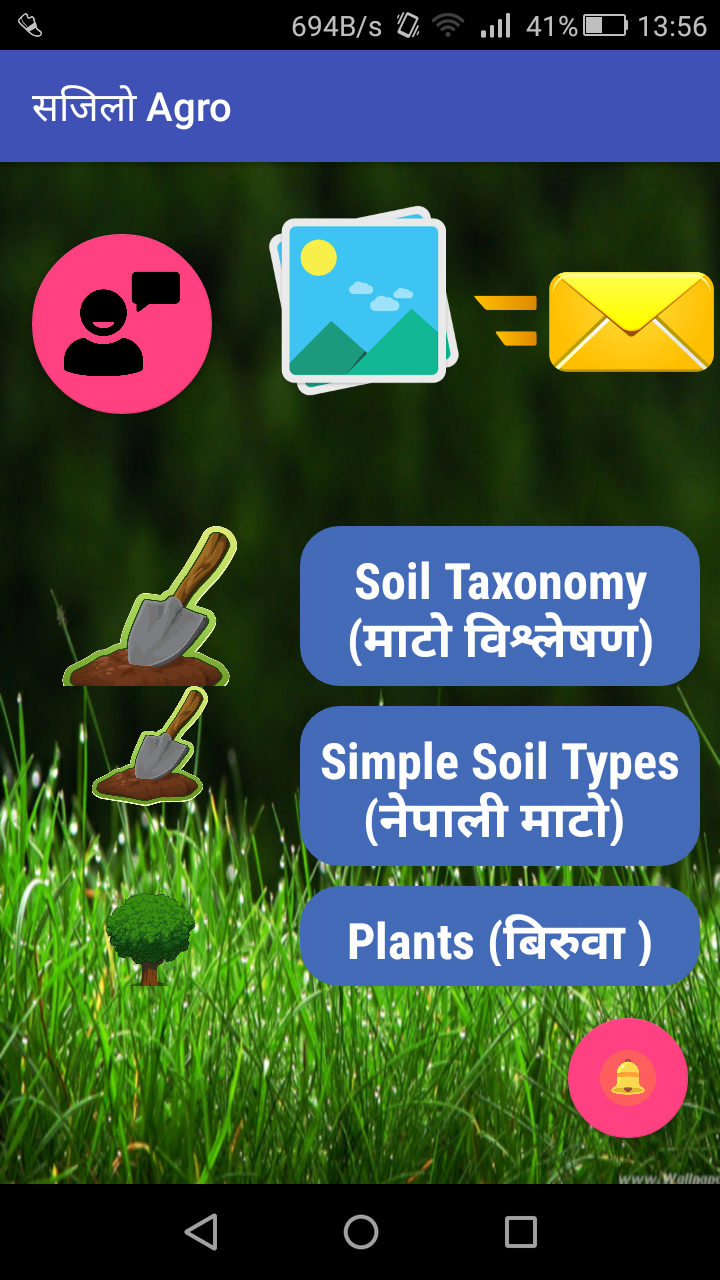 694B/s 41% 13:56
सजिलो Agro
Soil Taxonomy
(माटो विश्लेषण)
Simple Soil Types
(नेपाली माटो)
Plants (बिरुवा )